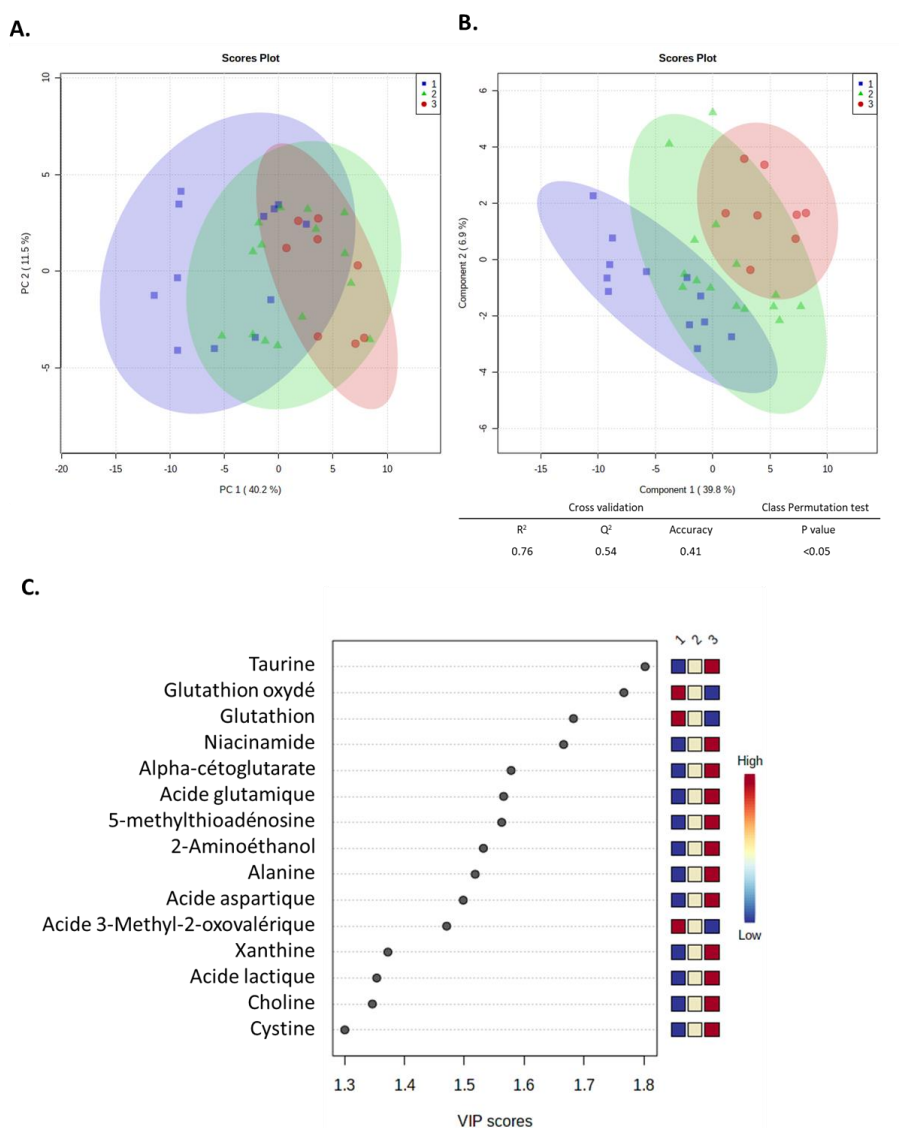 A.
Scores Plot
1
2
3
10
5
0
-5
PC 2 ( 11.5 %)
-20 -15 -10 -5 0 5 10
PC 1 ( 40.2 %)
B.
Scores Plot
1
2
3
6
4
2
0
-2
-4
-6
Component 2 ( 6.9 %)
-15 -10 -5 0 5 10
Component 1 ( 39.8 %)
Cross validation Class Permutation test
R² Q² Accuracy P value
0.76 0.54 0.41 <0.05
C.
1 2 3
Taurine
Glutathion oxydé
Glutathion
Niacinamide
Alpha-cétoglutarate
Acide glutamique
5-methylthioadénosine
2-Aminoéthanol
Alanine
Acide aspartique
Acide 3-Methyl-2-oxovalérique
Xanthine
Acide lactique
Choline
Cystine
High
Low
1.3 1.4 1.5 1.6 1.7 1.8
VIP scores